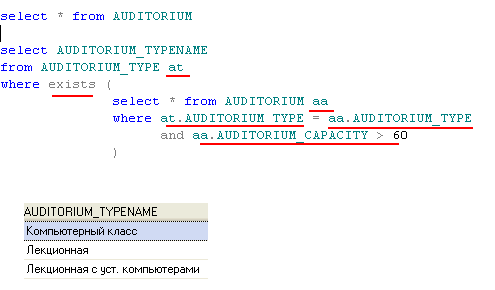 select * from AUDITORIUM
select AUDITORIUM_TYPENAME
from AUDITORIUM_TYPE at
where exists (
select * from AUDITORIUM aa
where at.AUDITORIUM_TYPE = aa.AUDITORIUM_TYPE
and aa.AUDITORIUM_CAPACITY > 60
)
AUDITORIUM_TYPENAME
Компьютерный класс
Лекционная
Лекционная с уст. компьютерами